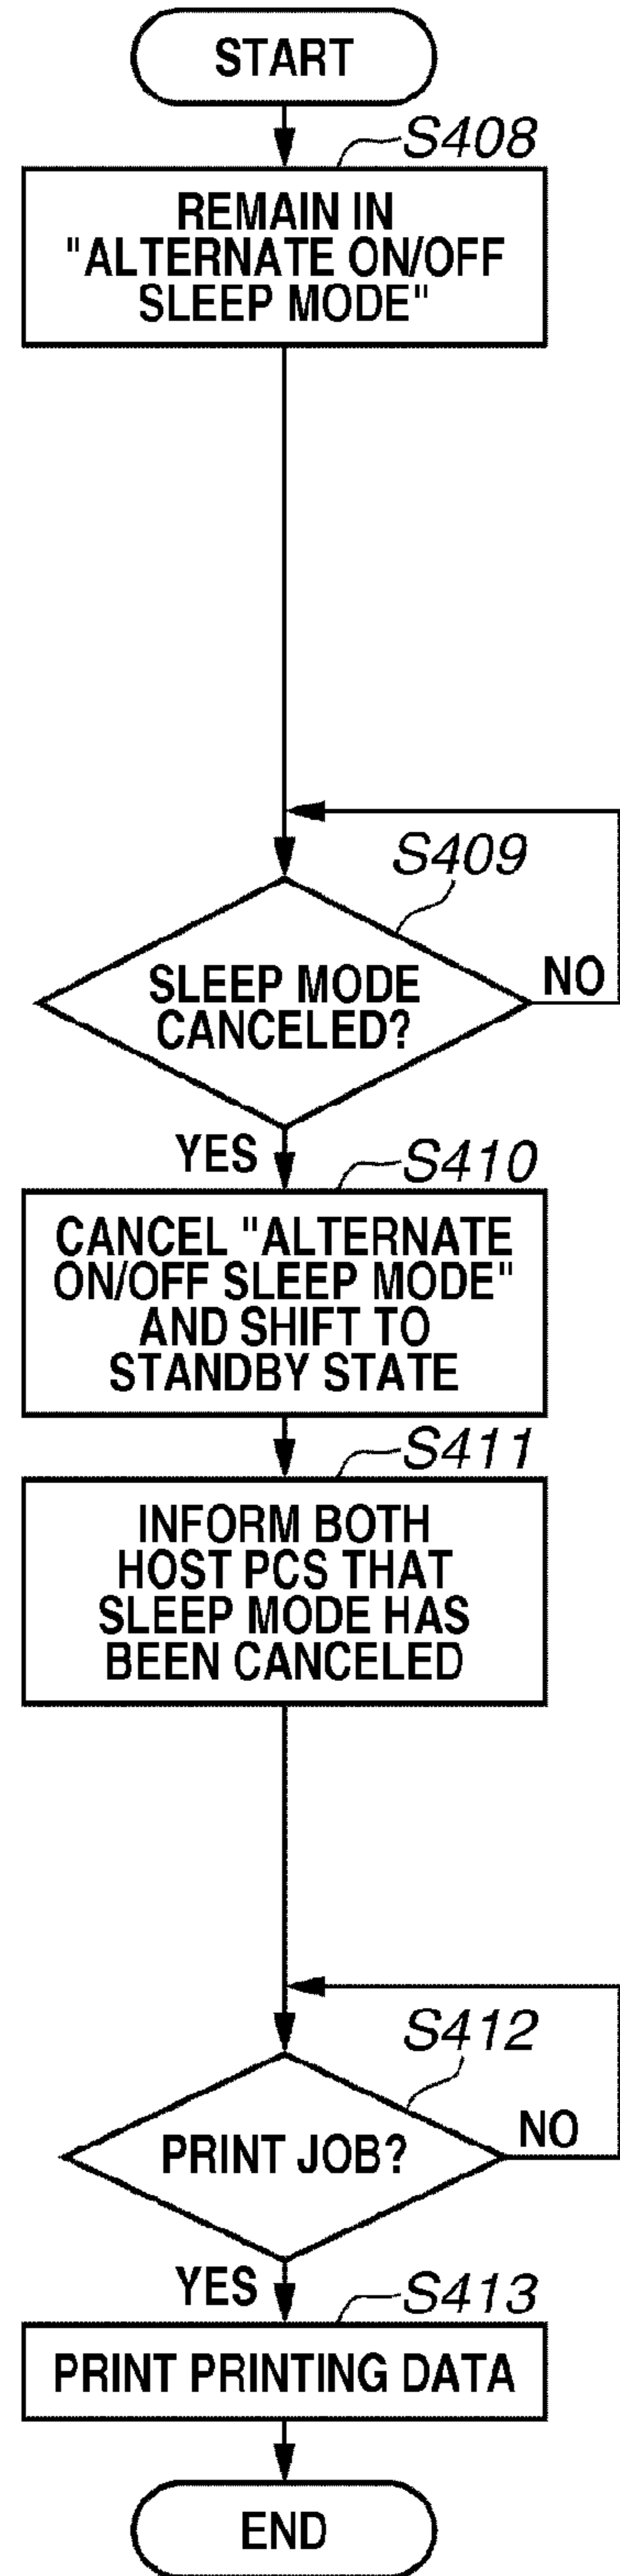 START
S408
REMAIN IN
"ALTERNATE ON/OFF
SLEEP MODE"
S409
SLEEP MODE
CANCELED?
NO
YES
S410
CANCEL "ALTERNATE
ON/OFF SLEEP MODE"
AND SHIFT TO
STANDBY STATE
S411
INFORM BOTH
HOST PCS THAT
SLEEP MODE HAS
BEEN CANCELED
S412
PRINT JOB?
NO
YES
S413
PRINT PRINTING DATA
END